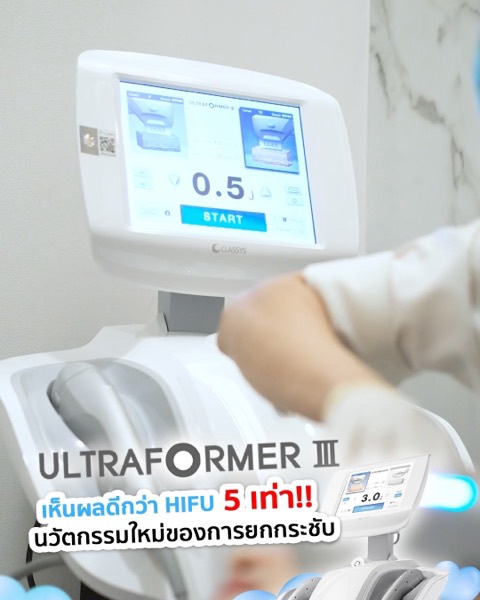 ULTRAFORMER III
0.5 J
START
CLASSYS
ULTRAFORMER III
เห็นผลดีกว่า HIFU 5 เท่า!!
นวัตกรรมใหม่ของการยกกระชับ
3.0